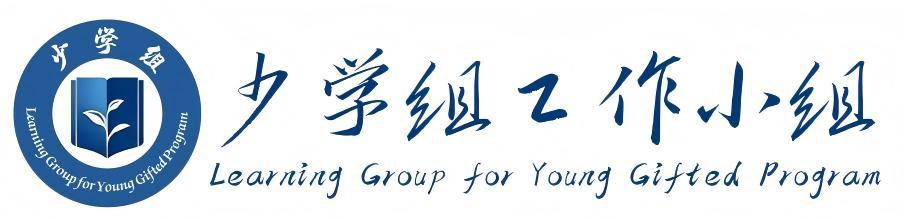 少学组
Learning Group for Young Gifted Program
少学组工作小组
Learning Group for Young Gifted Program